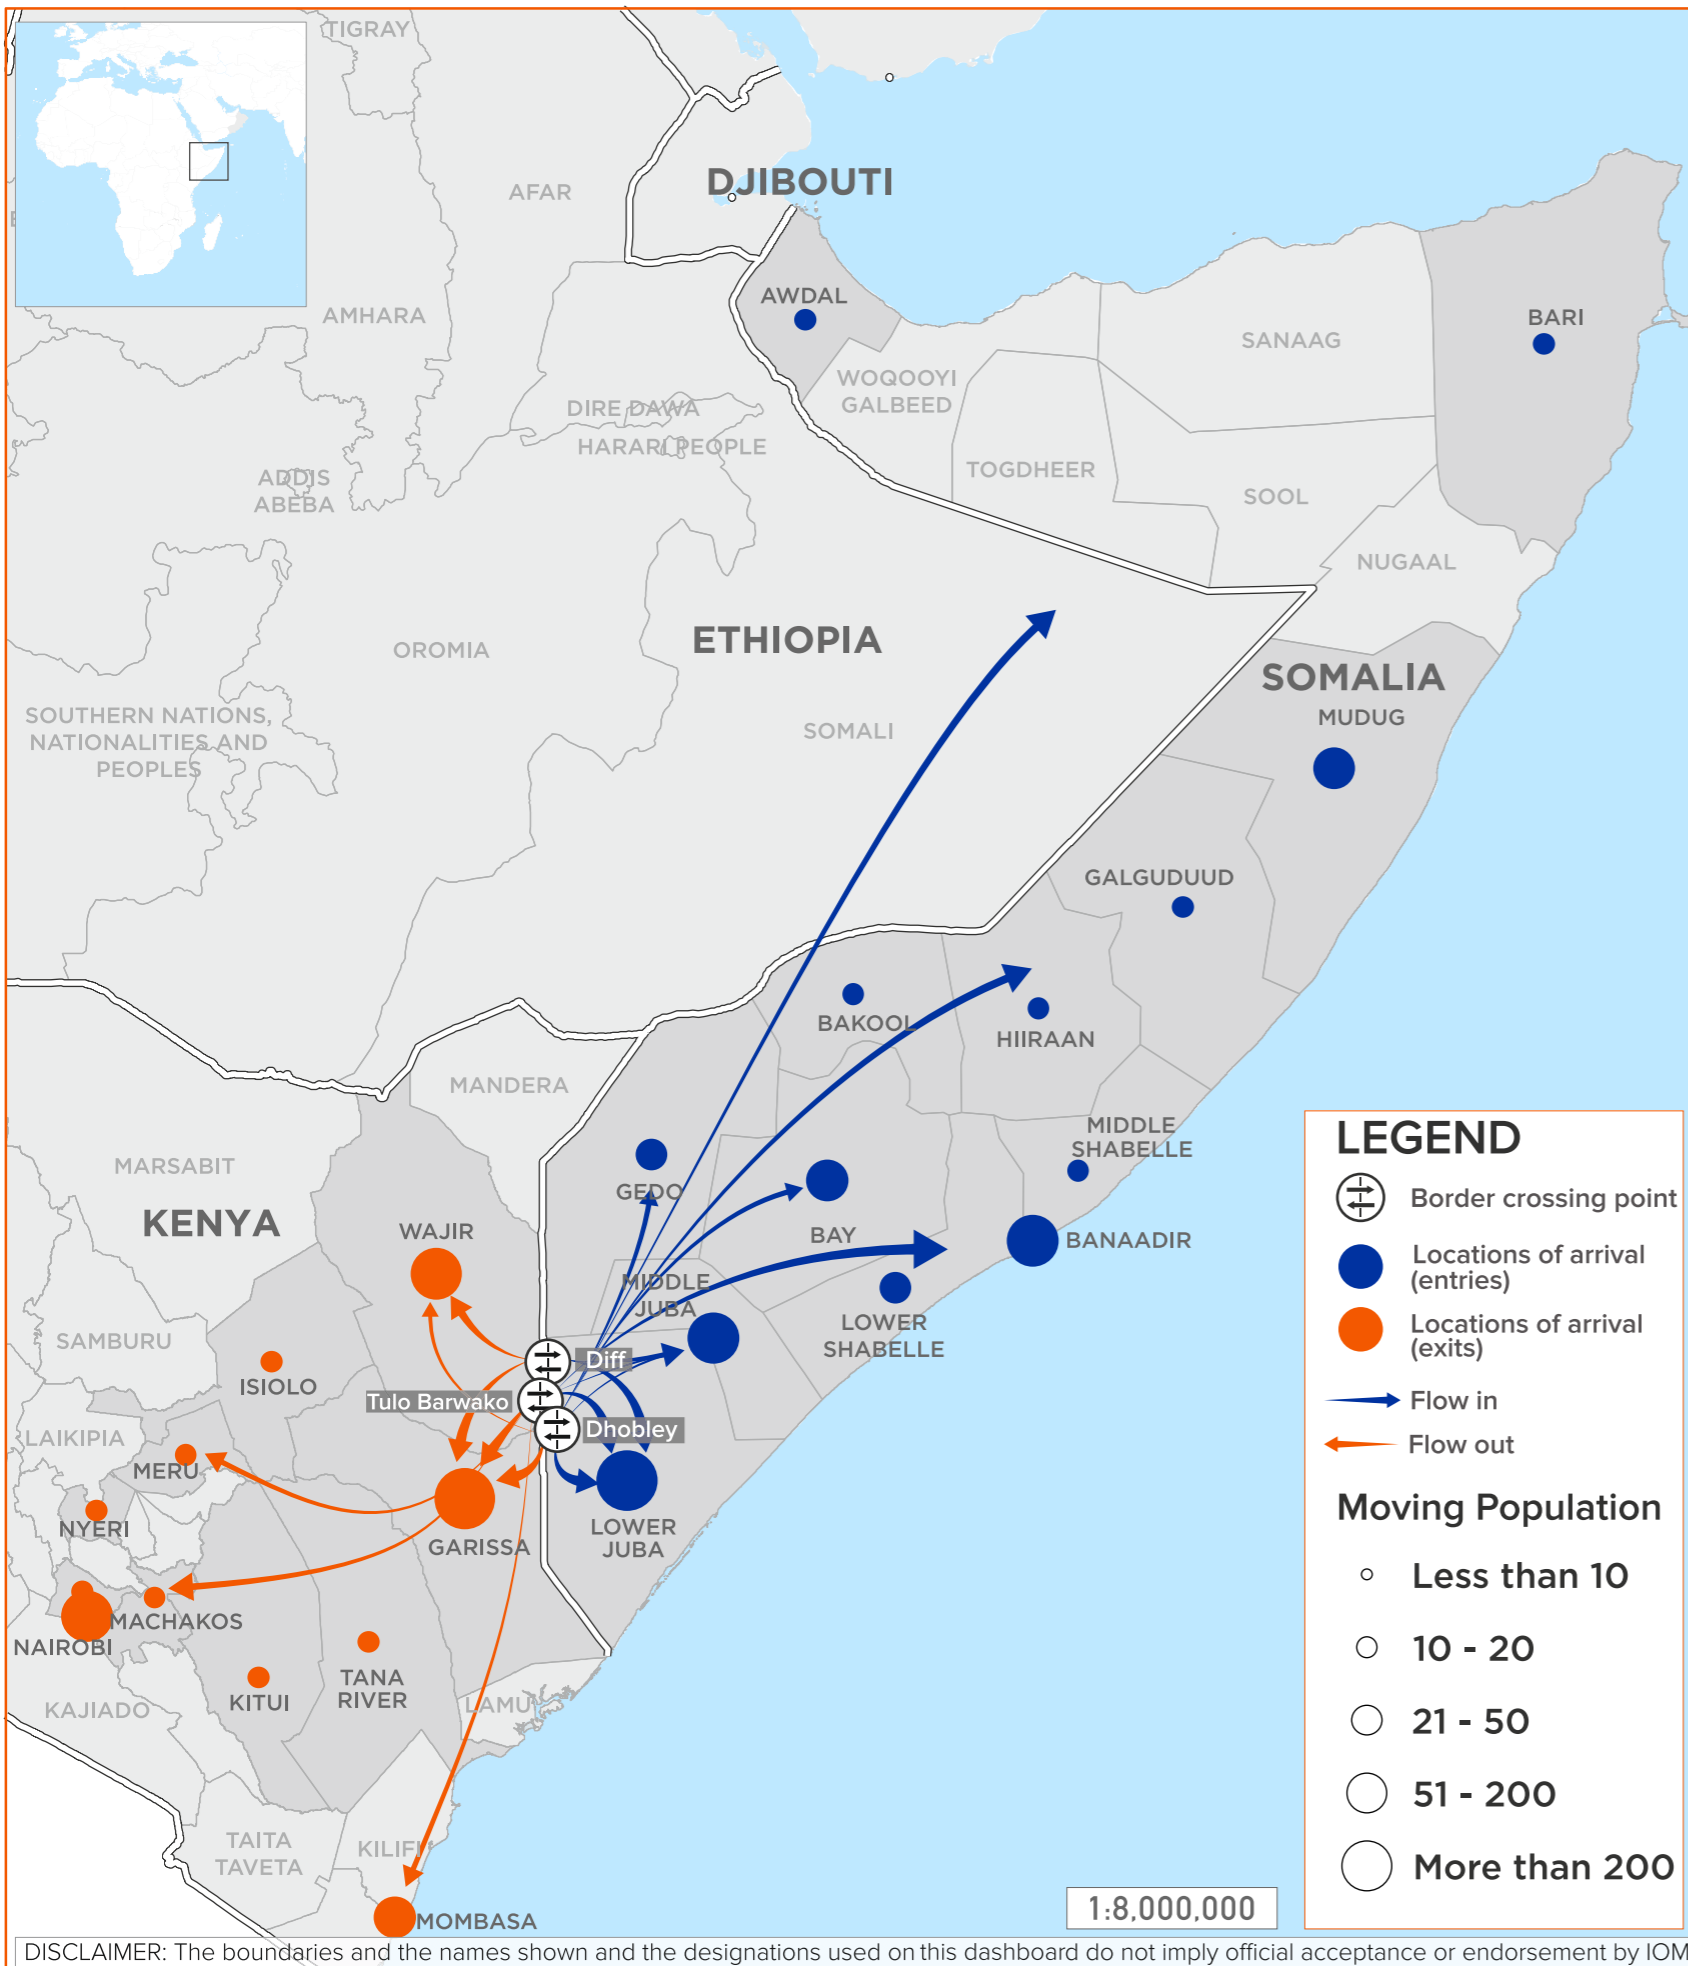 TIGRAY
AFAR
DJIBOUTI
AMHARA
AWDAL
BARI
SANAAG
WOQOOYI
GALBEED
DIRE DAWA
HARARI PEOPLE
TOGDHEER
ADDIS
ABEBA
SOOL
NUGAAL
OROMIA
ETHIOPIA
SOMALIA
MUDUG
SOUTHERN NATIONS,
NATIONALITIES AND
PEOPLES
SOMALI
GALGUDUUD
BAKOOL
HIIRAAN
MANDERA
MIDDLE
SHABELLE
MARSABIT
KENYA
GEDO
WAJIR
BAY
BANAADIR
MIDDLE
JUBA
LOWER
SHABELLE
SAMBURU
ISIOLO
Diff
Tulo Barwako
Dhobley
LAIKIPIA
MERU
NYERI
GARISSA
LOWER
JUBA
MACHAKOS
NAIROBI
KITUI
TANA
RIVER
KAJIADO
LAMU
TAITA
TAVETA
KILIFI
MOMBASA
LEGEND
Border crossing point
Locations of arrival
(entries)
Locations of arrival
(exits)
Flow in
Flow out
Moving Population
Less than 10
10 - 20
21 - 50
51 - 200
More than 200
1:8,000,000
DISCLAIMER: The boundaries and the names shown and the designations used on this dashboard do not imply official acceptance or endorsement by IOM